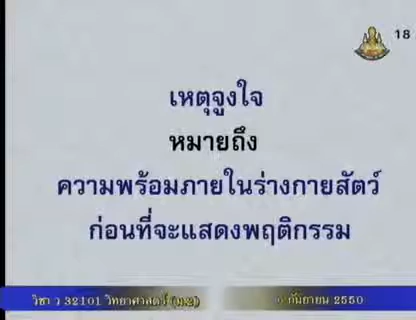 18
เหตุจูงใจ
หมายถึง
ความพร้อมภายในร่างกายสัตว์
ก่อนที่จะแสดงพฤติกรรม
วิชา ว 32101 วิทยาศาสตร์ (ม.2)
กันยายน 2550